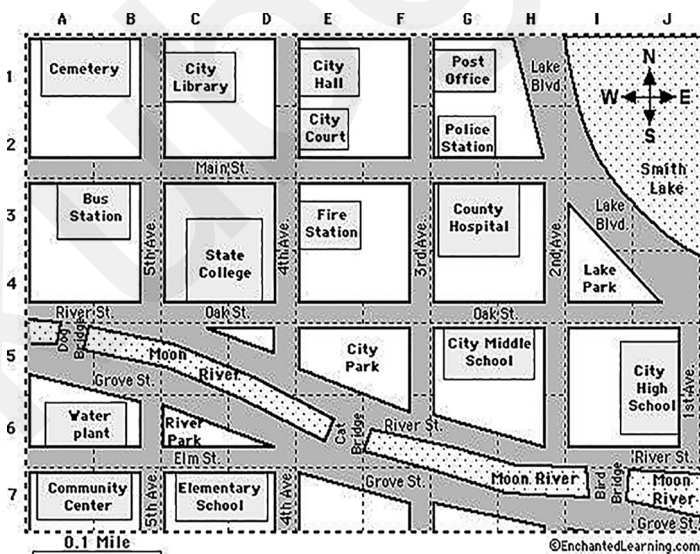 A B C D E F G H I J
1
2
3
4
5
6
7
Cemetery
City
Library
City
Hall
City
Court
Post
Office
Police
Station
Lake
Blvd.
N
W E
S
Smith
Lake
Main St.
Bus
Station
5th Ave.
State
College
4th Ave.
Fire
Station
3rd Ave.
County
Hospital
2nd Ave.
Lake
Blvd.
Lake
Park
River St.
Oak St.
Oak St.
Dog
Bridge
Moon
River
City
Park
City Middle
School
City
High
School
1st Ave.
Grove St.
Water
plant
River
Park
Cat
Bridge
River St.
Elm St.
River St.
Community
Center
5th Ave.
Elementary
School
4th Ave.
Grove St.
Moon River
Bird
Bridge
Moon
River
Grove St.
0.1 Mile
©EnchantedLearning.com